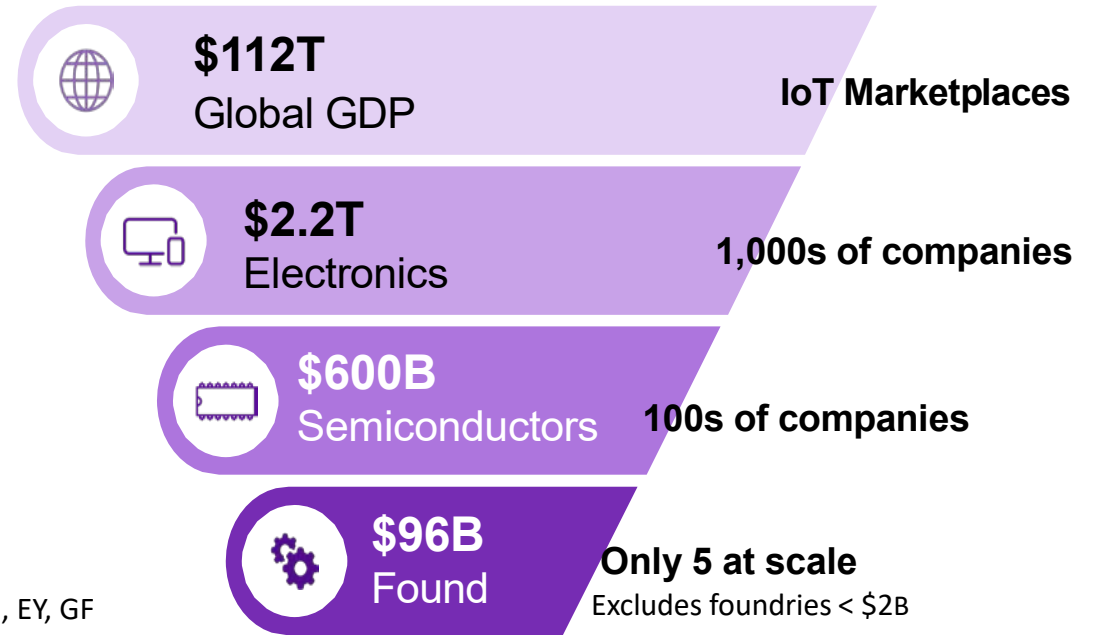 $112T
Global GDP
IoT Marketplaces
$2.2T
Electronics
1,000s of companies
$600B
Semiconductors
100s of companies
$96B
Found
Only 5 at scale
Excludes foundries < $2B
, EY, GF